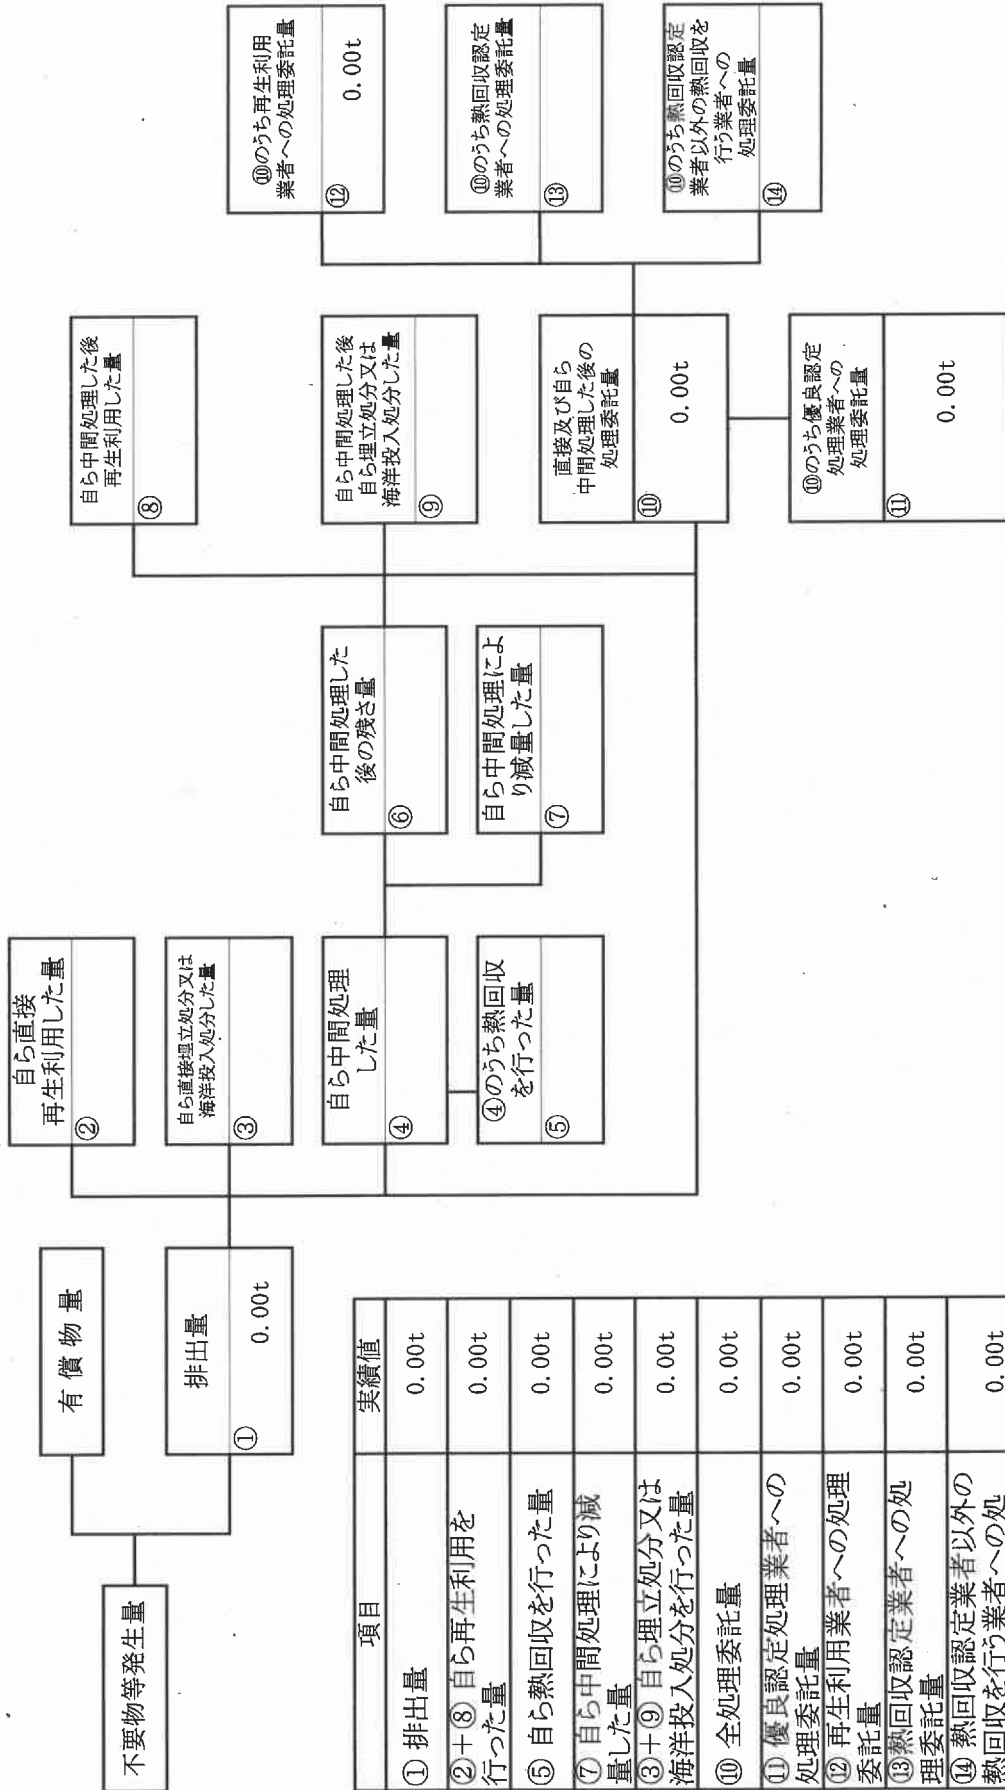 不要物等発生量
有償物量
排出量
①
0.00t
自ら直接
再生利用した量
②
自ら直接埋立処分又は
海洋投入処分した量
③
自ら中間処理
した量
④
④のうち熱回収
を行った量
⑤
自ら中間処理した
後の残さ量
⑥
自ら中間処理によ
り減量した量
⑦
自ら中間処理した後
再生利用した量
⑧
自ら中間処理した後
自ら埋立処分又は
海洋投入処分した量
⑨
直接及び自ら
中間処理した後の
処理委託量
⑩
0.00t
⑩のうち優良認定
処理業者への
処理委託量
⑪
0.00t
⑩のうち再生利用
業者への処理委託量
⑫
0.00t
⑩のうち熱回収認定
業者への処理委託量
⑬
⑩のうち熱回収認定
業者以外の熱回収を
行う業者への
処理委託量
⑭
項目 実績値
①排出量 0.00t
②+⑧ 自ら再生利用を
行った量 0.00t
⑤ 自ら熱回収を行った量 0.00t
⑦ 自ら中間処理により減
量した量 0.00t
③+⑨ 自ら埋立処分又は
海洋投入処分を行った量 0.00t
⑩ 全処理委託量 0.00t
⑪ 優良認定処理業者への
処理委託量 0.00t
⑫ 再生利用業者への処理
委託量 0.00t
⑬熱回収認定業者への処
理委託量 0.00t
⑭ 熱回収認定業者以外の
熱回収を行う業者への処 0.00t